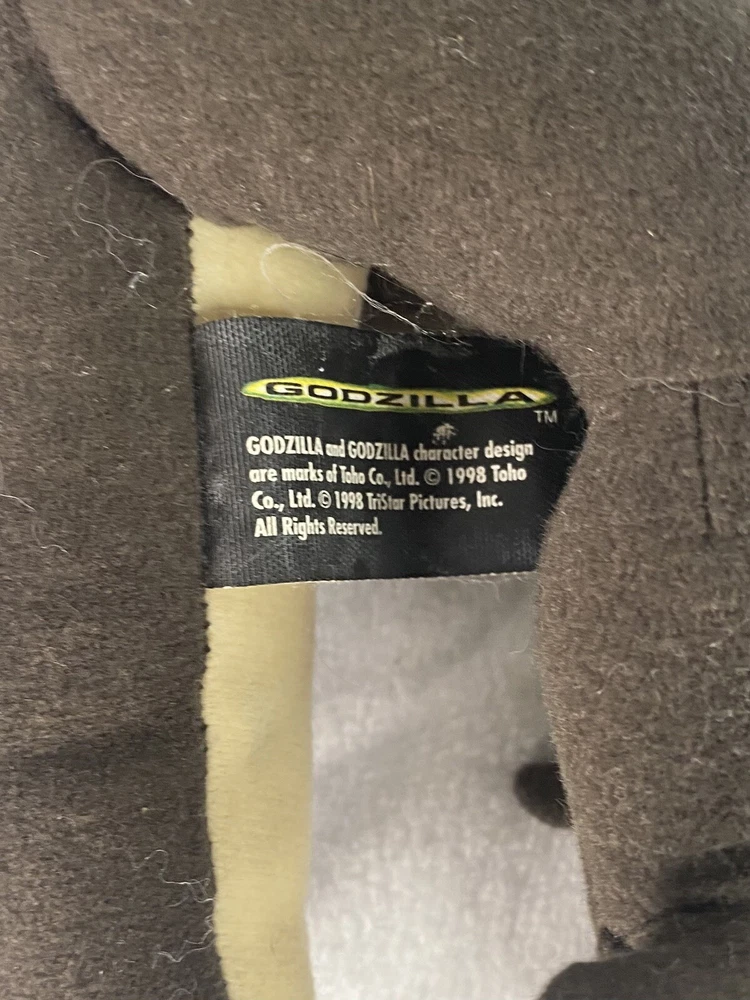 GODZILLA
TM
GODZILLA and GODZILLA character design
are marks of Toho Co., Ltd. © 1998 Toho
Co., Ltd. © 1998 TriStar Pictures, Inc.
All Rights Reserved.